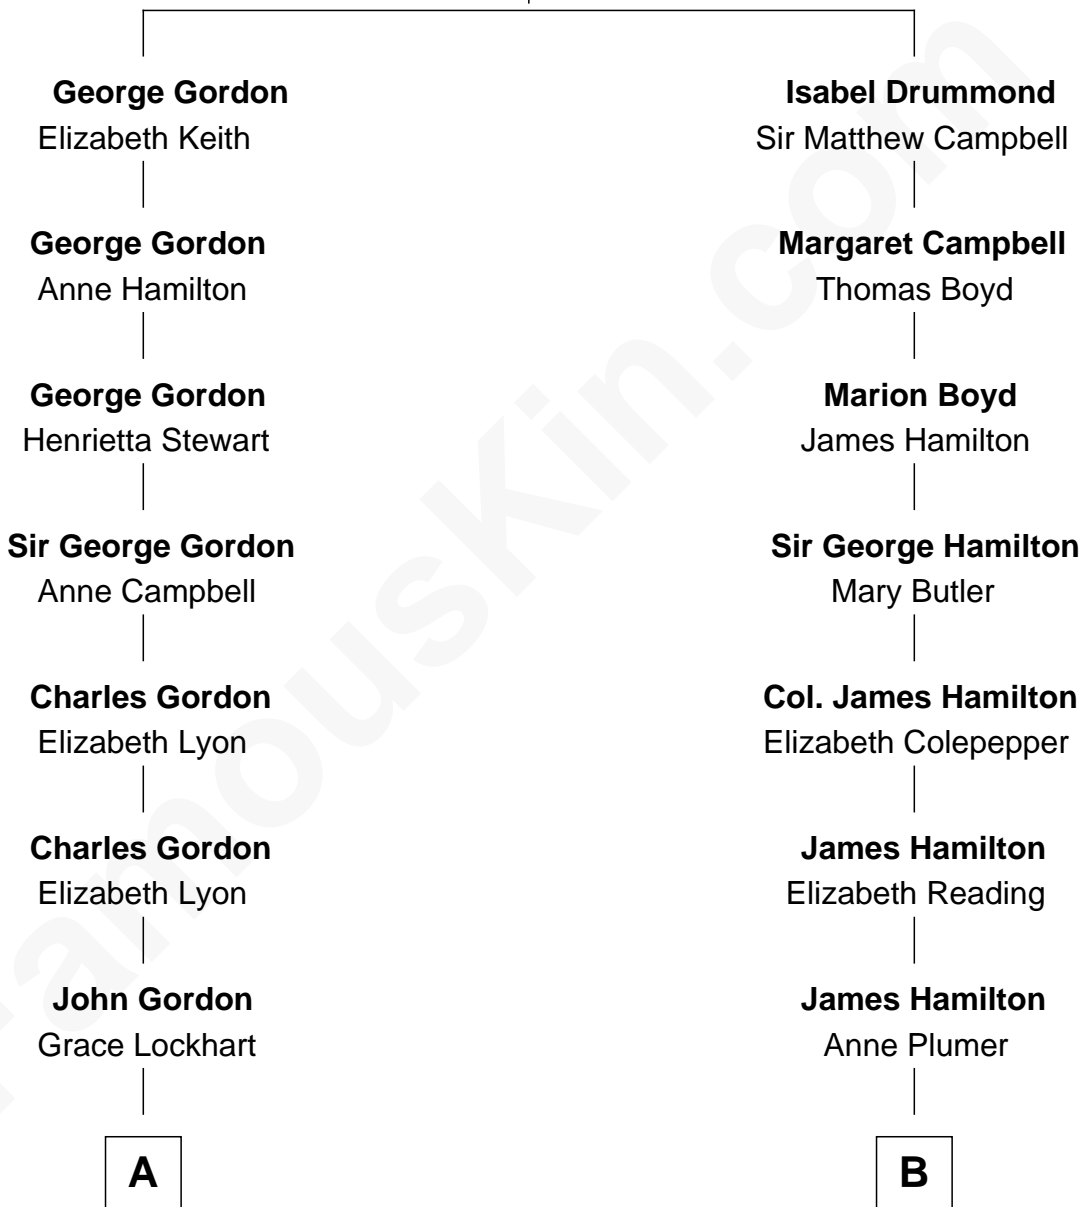 George Gordon
Elizabeth Keith
George Gordon
Anne Hamilton
George Gordon
Henrietta Stewart
Sir George Gordon
Anne Campbell
Charles Gordon
Elizabeth Lyon
Charles Gordon
Elizabeth Lyon
John Gordon
Grace Lockhart
A
Isabel Drummond
Sir Matthew Campbell
Margaret Campbell
Thomas Boyd
Marion Boyd
James Hamilton
Sir George Hamilton
Mary Butler
Col. James Hamilton
Elizabeth Colepepper
James Hamilton
Elizabeth Reading
James Hamilton
Anne Plumer
B
FamousKin.com